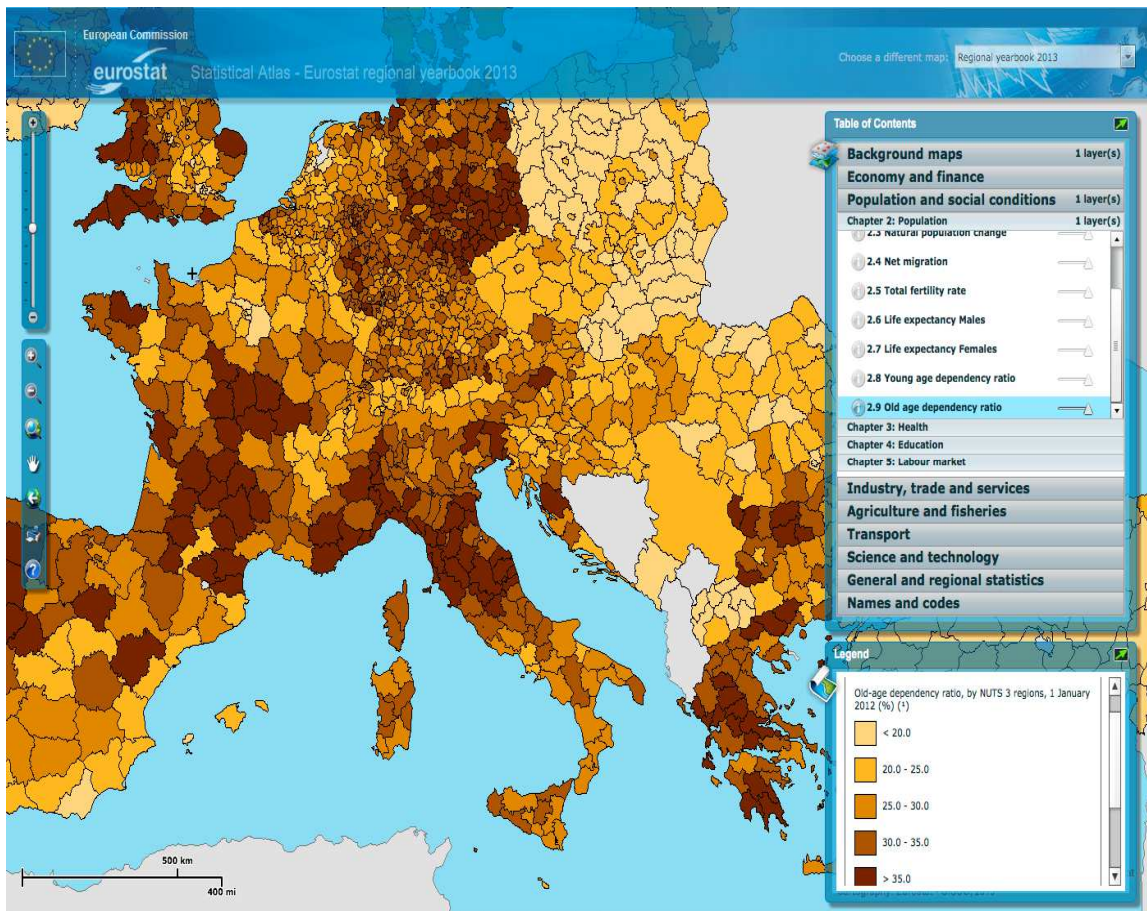 European Commission
eurostat
Statistical Atlas - Eurostat regional yearbook 2013
Choose a different map: Regional yearbook 2013
Table of Contents
Background maps 1 layer(s)
Economy and finance
Population and social conditions 1 layer(s)
Chapter 2: Population 1 layer(s)
2.3 Natural population change
2.4 Net migration
2.5 Total fertility rate
2.6 Life expectancy Males
2.7 Life expectancy Females
2.8 Young age dependency ratio
2.9 Old age dependency ratio
Chapter 3: Health
Chapter 4: Education
Chapter 5: Labour market
Industry, trade and services
Agriculture and fisheries
Transport
Science and technology
General and regional statistics
Names and codes
Legend
Old-age dependency ratio, by NUTS 3 regions, 1 January
2012 (%) (¹)
< 20.0
20.0 - 25.0
25.0 - 30.0
30.0 - 35.0
> 35.0
500 km
400 mi